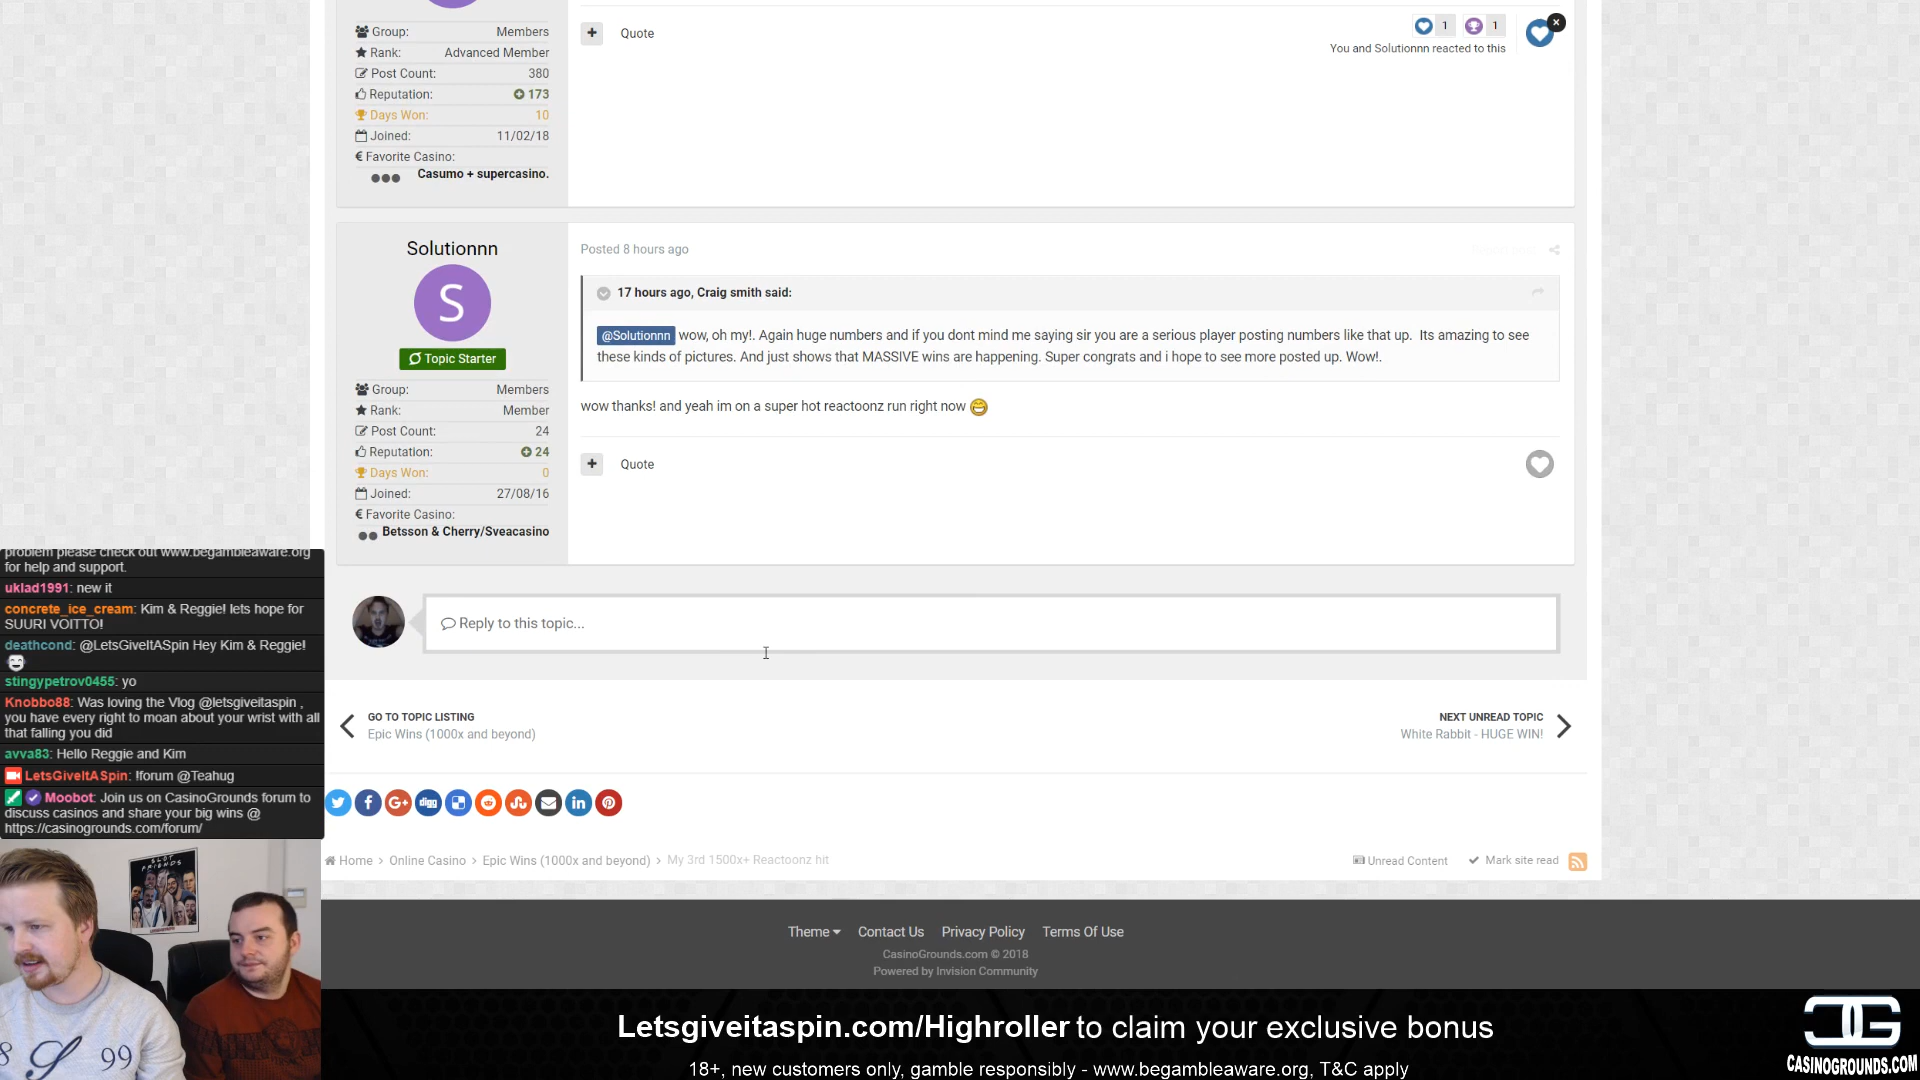 Group: Members
Rank: Advanced Member
Post Count: 380
Reputation: 173
Days Won: 10
Joined: 11/02/18
Favorite Casino:
Casumo + supercasino.
Quote
1 1
You and Solutionnn reacted to this
Solutionnn
S
Topic Starter
Group: Members
Rank: Member
Post Count: 24
Reputation: 24
Days Won: 0
Joined: 27/08/16
€ Favorite Casino:
Betsson & Cherry/Sveacasino
Posted 8 hours ago
17 hours ago, Craig smith said:
@Solutionnn wow, oh my!. Again huge numbers and if you dont mind me saying sir you are a serious player posting numbers like that up. Its amazing to see
these kinds of pictures. And just shows that MASSIVE wins are happening. Super congrats and i hope to see more posted up. Wow!.
wow thanks! and yeah im on a super hot reactoonz run right now
Quote
Reply to this topic...
GO TO TOPIC LISTING
Epic Wins (1000x and beyond)
NEXT UNREAD TOPIC
White Rabbit - HUGE WIN!
Home > Online Casino > Epic Wins (1000x and beyond) > My 3rd 1500x+ Reactoonz hit
Unread Content
Mark site read
Theme Contact Us Privacy Policy Terms Of Use
CasinoGrounds.com © 2018
Powered by Invision Community
problem please check out www.begambleaware.org
for help and support.
uklad1991: new it
concrete_ice_cream: Kim & Reggie! lets hope for
SUURI VOITTO!
deathcond: @LetsGiveItASpin Hey Kim & Reggie!
stingypetrov0455: yo
Knobbo88: Was loving the Vlog @letsgiveitaspin ,
you have every right to moan about your wrist with all
that falling you did
avva83: Hello Reggie and Kim
LetsGiveItASpin: !forum @Teahug
Moobot: Join us on CasinoGrounds forum to
discuss casinos and share your big wins @
https://casinogrounds.com/forum/
SLOT FRIENDS
99
Letsgiveitaspin.com/Highroller to claim your exclusive bonus
18+, new customers only, gamble responsibly - www.begambleaware.org, T&C apply
CG
CASINOGROUNDS.COM